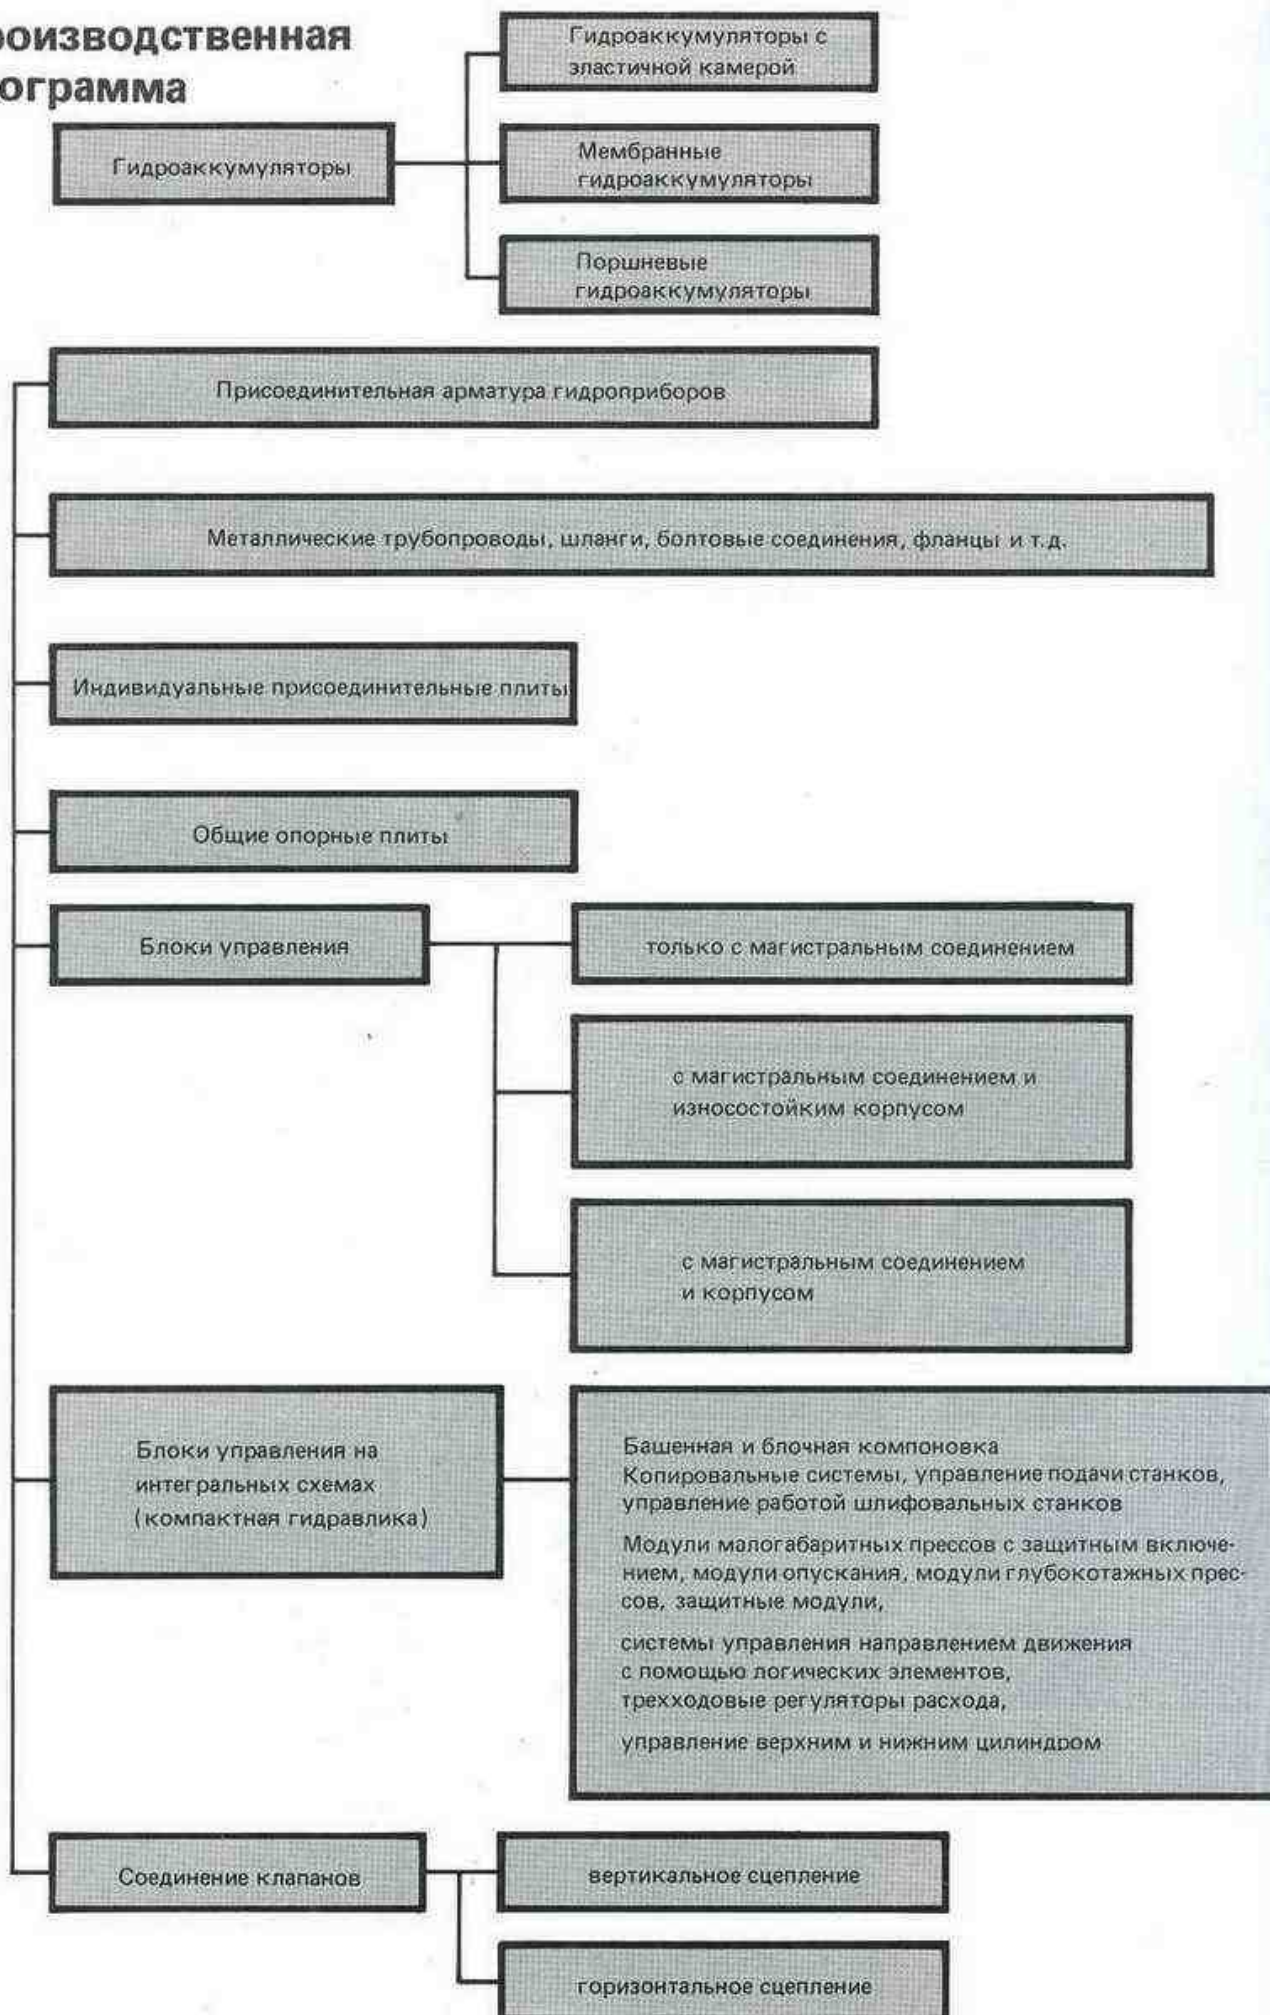 роизводственная
ограмма
Гидроаккумуляторы
Гидроаккумуляторы с
эластичной камерой
Мембранные
гидроаккумуляторы
Поршневые
гидроаккумуляторы
Присоединительная арматура гидроприборов
Металлические трубопроводы, шланги, болтовые соединения, фланцы и т.д.
Индивидуальные присоединительные плиты
Общие опорные плиты
Блоки управления
только с магистральным соединением
с магистральным соединением и
износостойким корпусом
с магистральным соединением
и корпусом
Блоки управления на
интегральных схемах
(компактная гидравлика)
Башенная и блочная компоновка
Копировальные системы, управление подачи станков,
управление работой шлифовальных станков
Модули малогабаритных прессов с защитным включе-
нием, модули опускания, модули глубокотажных прес-
сов, защитные модули,
системы управления направлением движения
с помощью логических элементов,
трехходовые регуляторы расхода,
управление верхним и нижним цилиндром
Соединение клапанов
вертикальное сцепление
горизонтальное сцепление